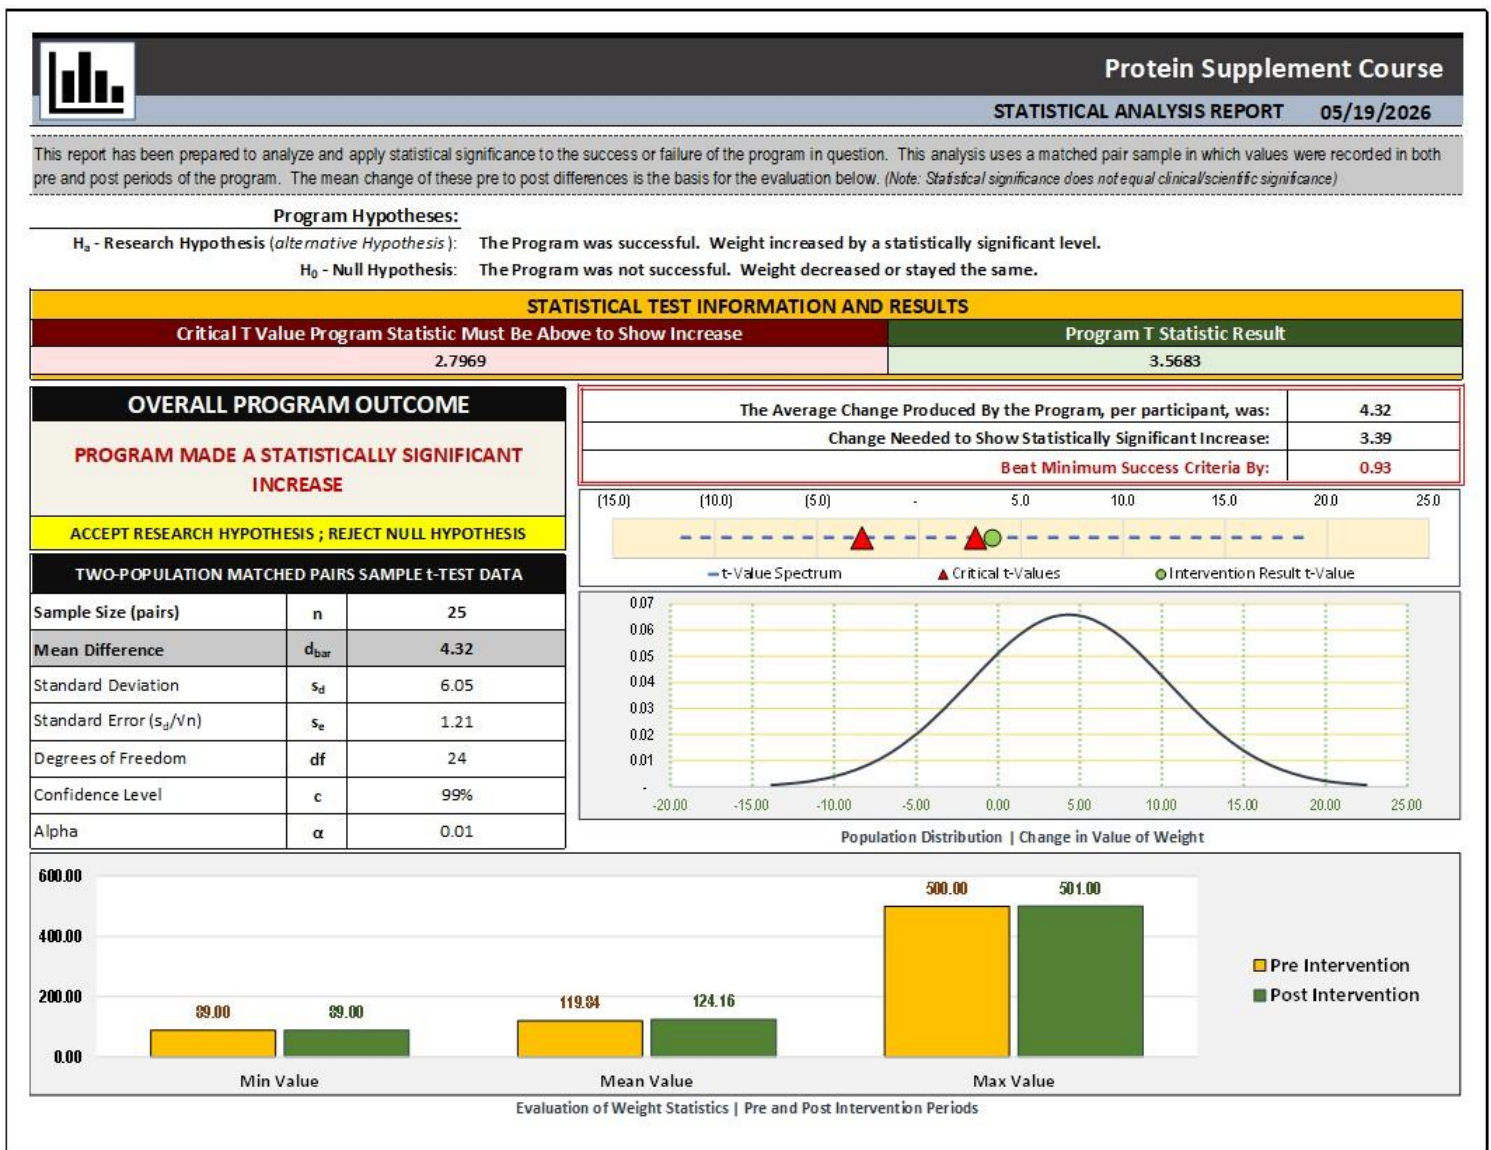 Protein Supplement Course
STATISTICAL ANALYSIS REPORT 05/19/2026
This report has been prepared to analyze and apply statistical significance to the success or failure of the program in question. This analysis uses a matched pair sample in which values were recorded in both
pre and post periods of the program. The mean change of these pre to post differences is the basis for the evaluation below. (Note: Statistical significance does not equal clinical/scientific significance)
Program Hypotheses:
Hₐ - Research Hypothesis (alternative Hypothesis): The Program was successful. Weight increased by a statistically significant level.
H₀ - Null Hypothesis: The Program was not successful. Weight decreased or stayed the same.
STATISTICAL TEST INFORMATION AND RESULTS
Critical T Value Program Statistic Must Be Above to Show Increase Program T Statistic Result
2.7969 3.5683
OVERALL PROGRAM OUTCOME
PROGRAM MADE A STATISTICALLY SIGNIFICANT
INCREASE
ACCEPT RESEARCH HYPOTHESIS ; REJECT NULL HYPOTHESIS
The Average Change Produced By the Program, per participant, was: 4.32
Change Needed to Show Statistically Significant Increase: 3.39
Beat Minimum Success Criteria By: 0.93
(15.0) (10.0) (5.0) - 5.0 10.0 15.0 20.0 25.0
t-Value Spectrum Critical t-Values Intervention Result t-Value
TWO-POPULATION MATCHED PAIRS SAMPLE t-TEST DATA
Sample Size (pairs) n 25
Mean Difference d_bar 4.32
Standard Deviation s_d 6.05
Standard Error (s_d/√n) s_e 1.21
Degrees of Freedom df 24
Confidence Level c 99%
Alpha α 0.01
0.07
0.06
0.05
0.04
0.03
0.02
0.01
-
-20.00 -15.00 -10.00 -5.00 0.00 5.00 10.00 15.00 20.00 25.00
Population Distribution | Change in Value of Weight
600.00
400.00
200.00
0.00
89.00 89.00 119.84 124.16 500.00 501.00
Min Value Mean Value Max Value
Pre Intervention
Post Intervention
Evaluation of Weight Statistics | Pre and Post Intervention Periods